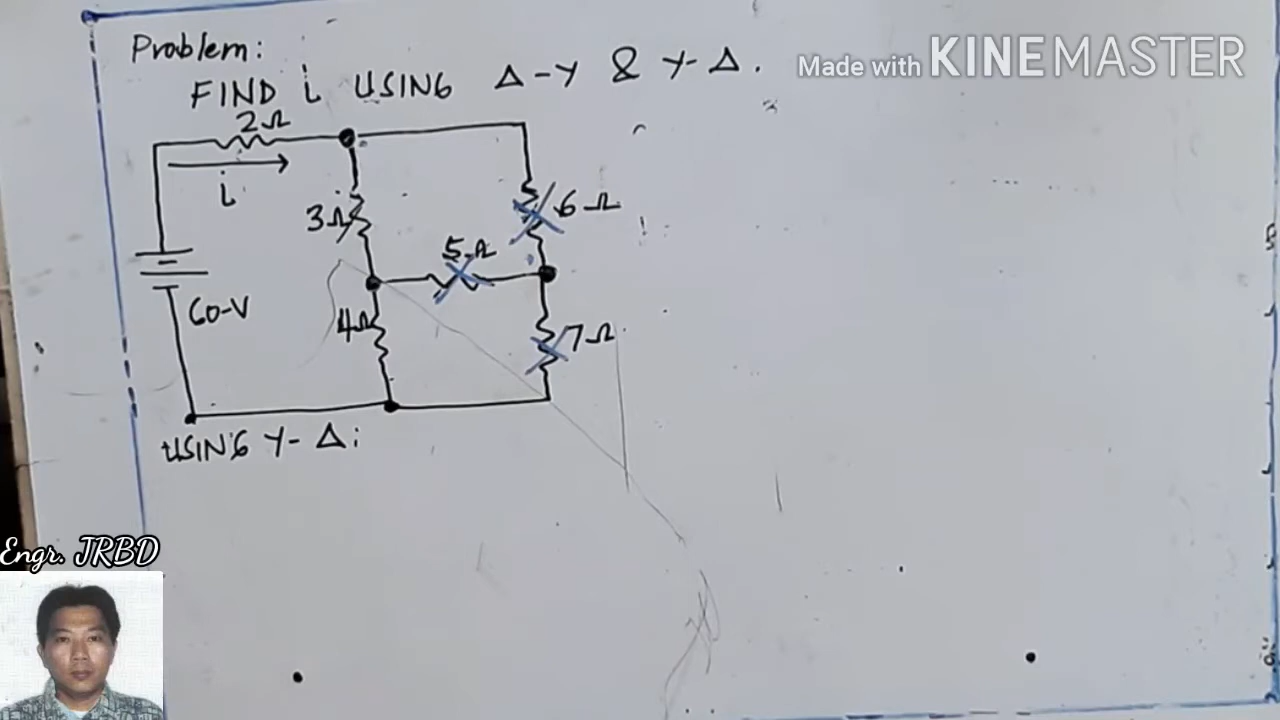 Problem:
Made with KINEMASTER
FIND i USING Δ-Y & Y-Δ.
2Ω
i
3Ω
6Ω
5Ω
60-V
4Ω
7Ω
USING Y-Δ:
Engr. JRBD